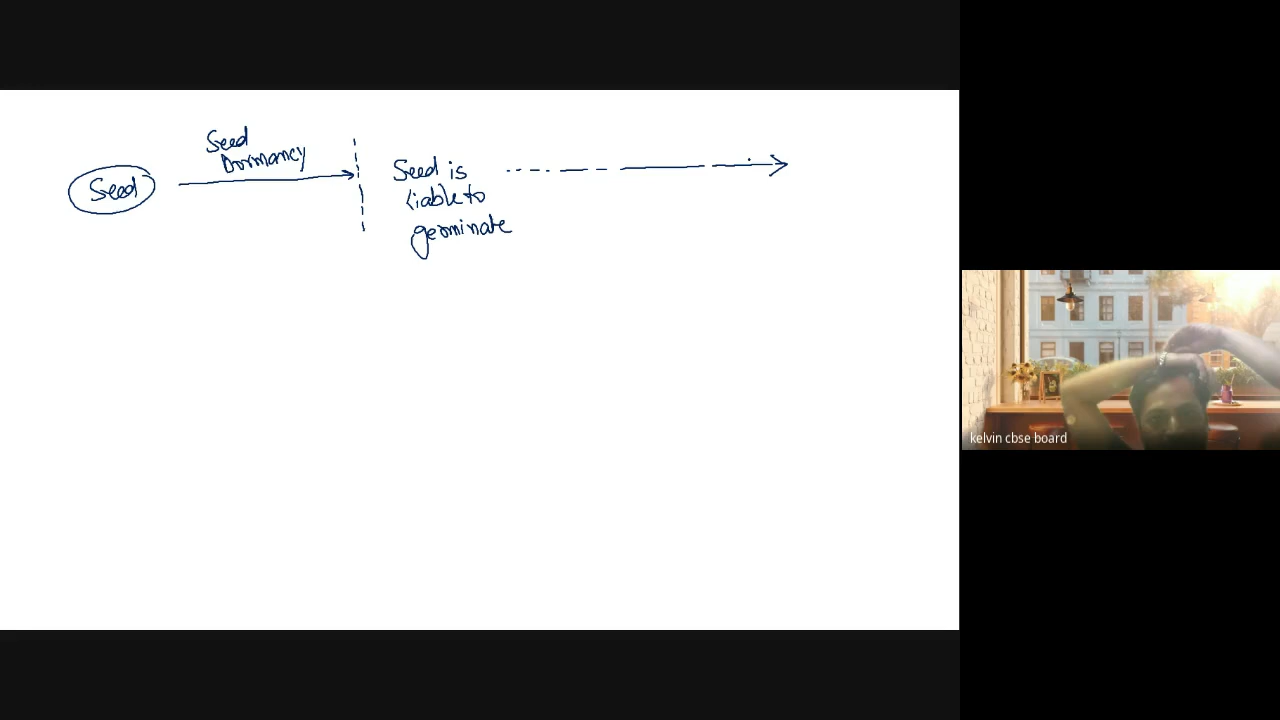 Seed
Seed
Dormancy
Seed is
liable to
germinate
kelvin cbse board